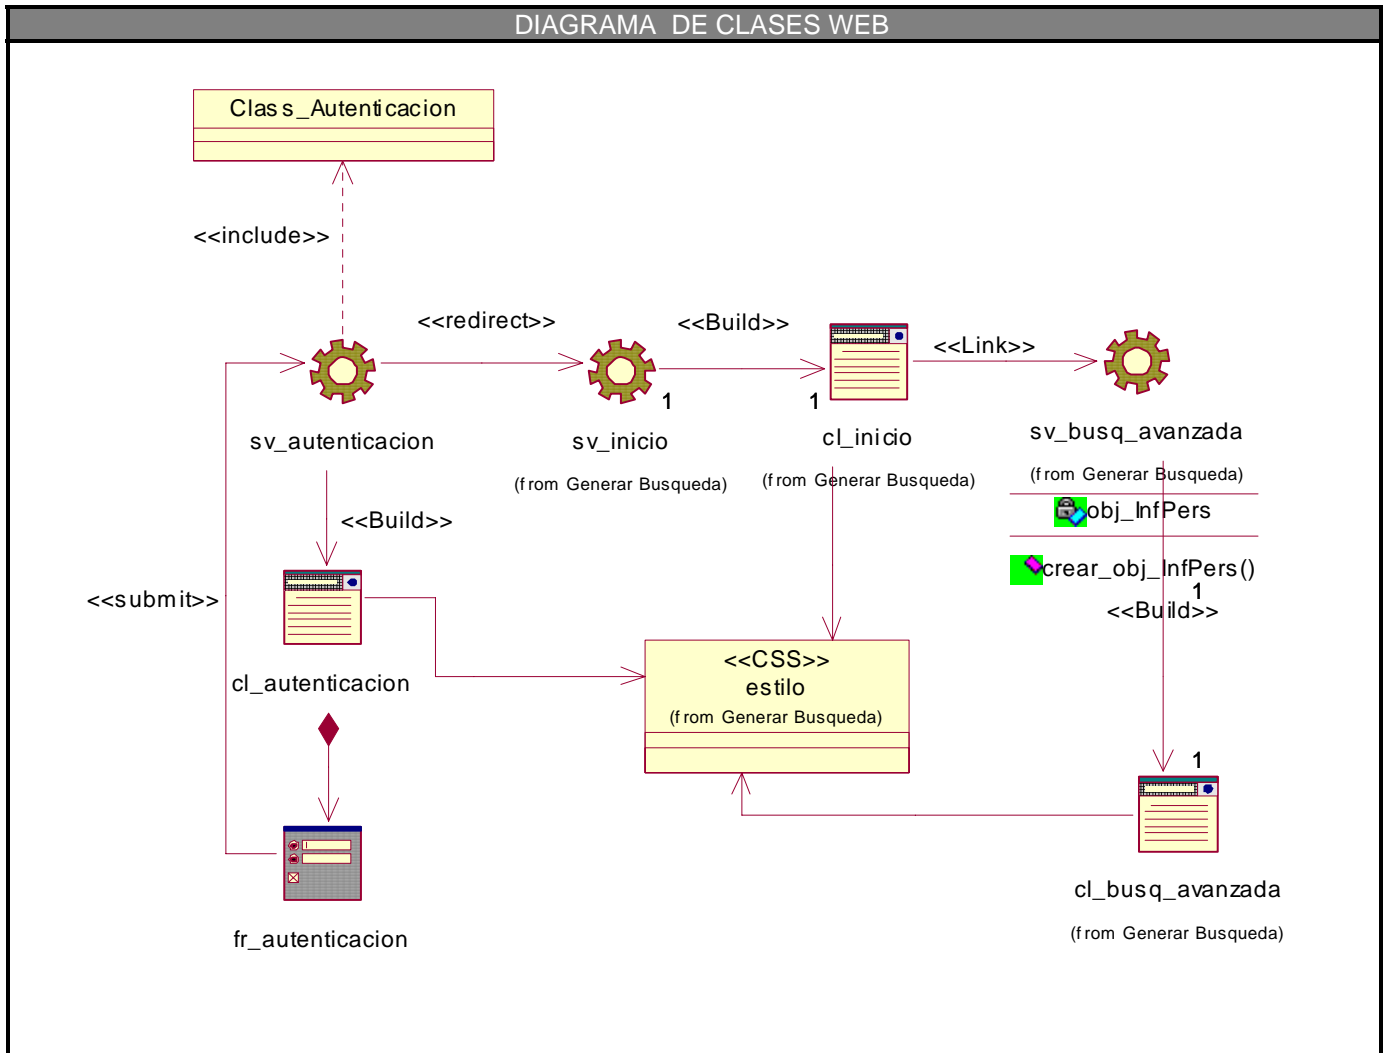 DIAGRAMA DE CLASES WEB
Class_Autenticacion
<<include>>
<<redirect>>
<<Build>>
<<Link>>
1
1
sv_autenticacion
sv_inicio
(from Generar Busqueda)
cl_inicio
(from Generar Busqueda)
sv_busq_avanzada
(from Generar Busqueda)
obj_InfPers
crear_obj_InfPers()
1
<<Build>>
<<Build>>
<<submit>>
cl_autenticacion
<<CSS>>
estilo
(from Generar Busqueda)
1
cl_busq_avanzada
(from Generar Busqueda)
fr_autenticacion